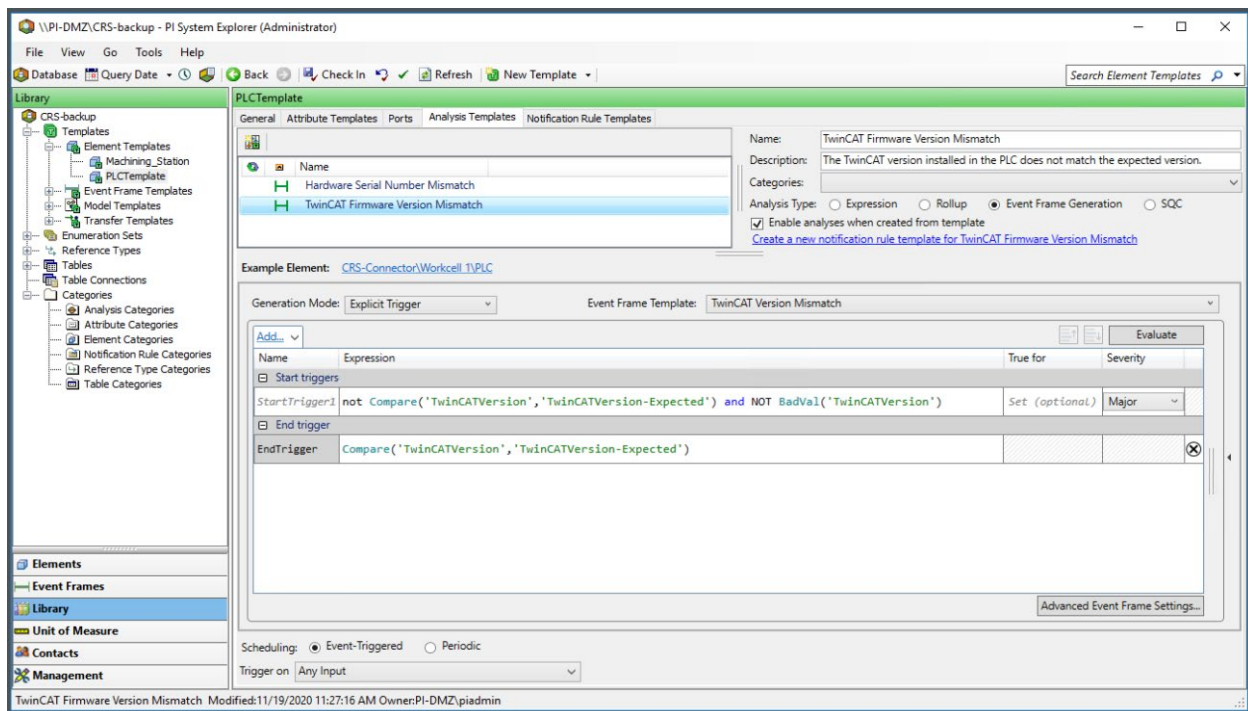 \\PI-DMZ\CRS-backup - PI System Explorer (Administrator)
File View Go Tools Help
Database Query Date Back Check In Refresh New Template Search Element Templates
Library
CRS-backup
Templates
Element Templates
Machining_Station
PLCTemplate
Event Frame Templates
Model Templates
Transfer Templates
Enumeration Sets
Reference Types
Tables
Table Connections
Categories
Analysis Categories
Attribute Categories
Element Categories
Notification Rule Categories
Reference Type Categories
Table Categories
Elements
Event Frames
Library
Unit of Measure
Contacts
Management
PLCTemplate
General Attribute Templates Ports Analysis Templates Notification Rule Templates
Name
Hardware Serial Number Mismatch
TwinCAT Firmware Version Mismatch
Name: TwinCAT Firmware Version Mismatch
Description: The TwinCAT version installed in the PLC does not match the expected version.
Categories:
Analysis Type: Expression Rollup Event Frame Generation SQC
Enable analyses when created from template
Create a new notification rule template for TwinCAT Firmware Version Mismatch
Example Element: CRS-Connector\Workcell 1\PLC
Generation Mode: Explicit Trigger Event Frame Template: TwinCAT Version Mismatch
Add... Evaluate
Name Expression True for Severity
Start triggers
StartTrigger1 not Compare('TwinCATVersion','TwinCATVersion-Expected') and NOT BadVal('TwinCATVersion') Set (optional) Major
End trigger
EndTrigger Compare('TwinCATVersion','TwinCATVersion-Expected')
Advanced Event Frame Settings...
Scheduling: Event-Triggered Periodic
Trigger on Any Input
TwinCAT Firmware Version Mismatch Modified:11/19/2020 11:27:16 AM Owner:PI-DMZ\piadmin